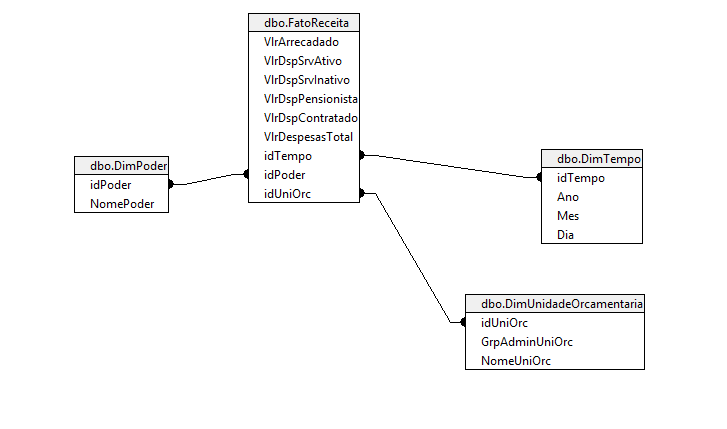 dbo.FatoReceita
VlrArrecadado
VlrDspSrvAtivo
VlrDspSrvInativo
VlrDspPensionista
VlrDspContratado
VlrDespesasTotal
idTempo
idPoder
idUniOrc
dbo.DimPoder
idPoder
NomePoder
dbo.DimTempo
idTempo
Ano
Mes
Dia
dbo.DimUnidadeOrcamentaria
idUniOrc
GrpAdminUniOrc
NomeUniOrc